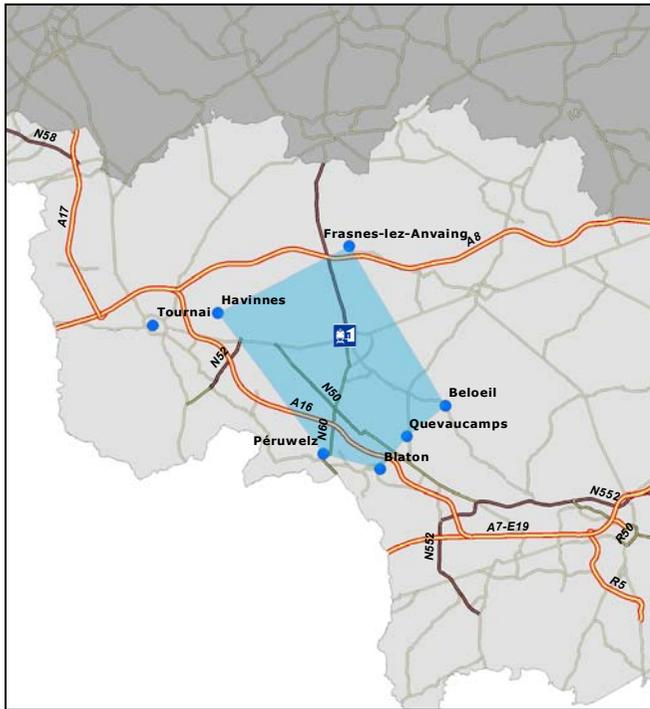 N58
A17
Frasnes-lez-Anvaing
A8
Havinnes
Tournai
1
N52
N50
Beloeil
A16
N60
Quevaucamps
Péruwelz
Blaton
N552
A7-E19
N552
R50
R5